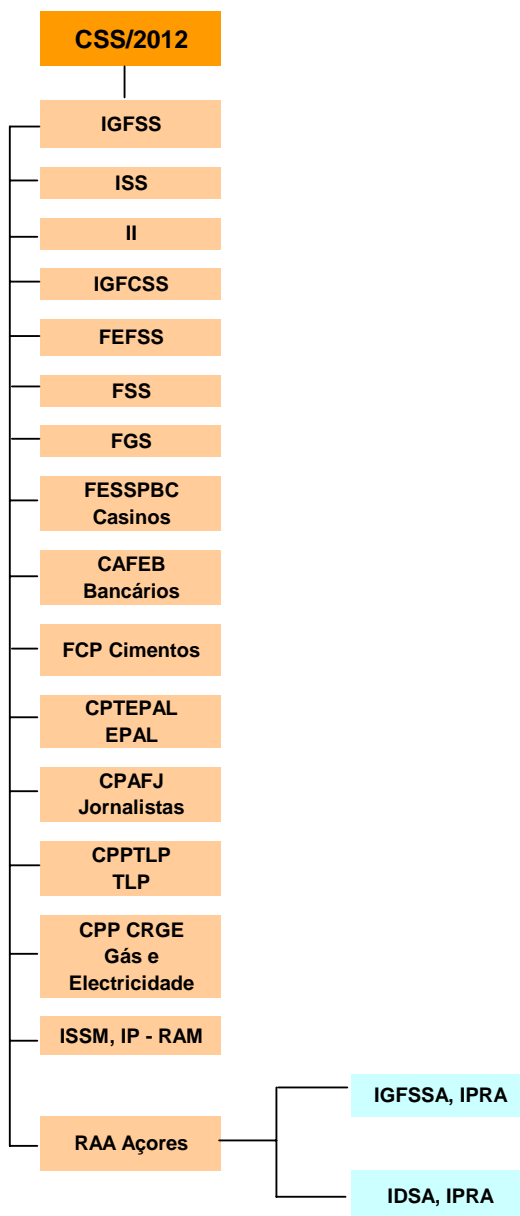 CSS/2012
IGFSS
ISS
II
IGFCSS
FEFSS
FSS
FGS
FESSPBC
Casinos
CAFEB
Bancários
FCP Cimentos
CPTEPAL
EPAL
CPAFJ
Jornalistas
CPPTLP
TLP
CPP CRGE
Gás e
Electricidade
ISSM, IP - RAM
RAA Açores
IGFSSA, IPRA
IDSA, IPRA